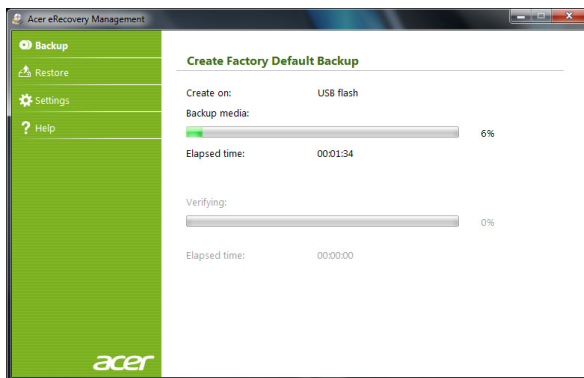 Acer eRecovery Management
Backup
Restore
Settings
Help
Create Factory Default Backup
Create on: USB flash
Backup media:
6%
Elapsed time: 00:01:34
Verifying:
0%
Elapsed time: 00:00:00
acer